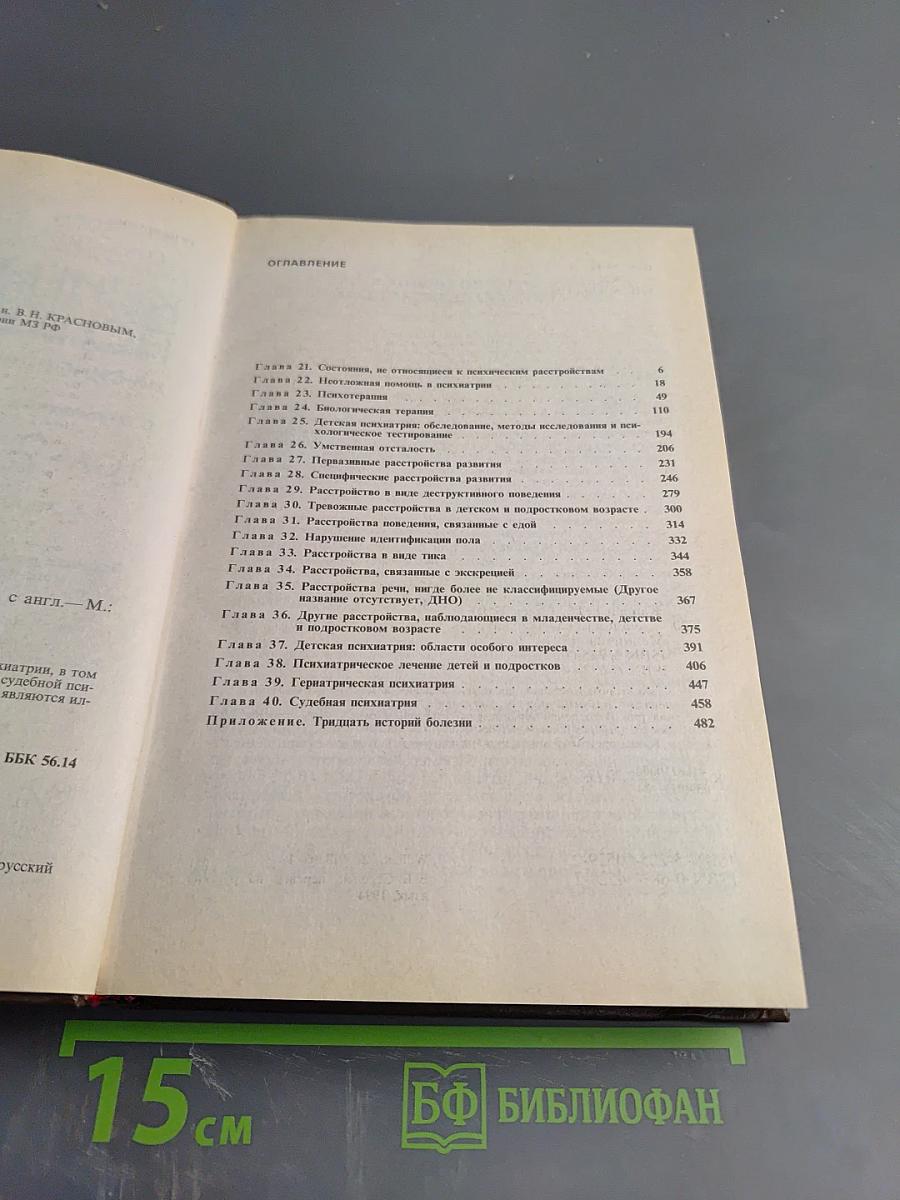 и. В. Н. КРАСНОВЫМ,
рии МЗ РФ
с англ.— М.:
хиатрии, в том
судебной пси-
являются ил-
ББК 56.14
русский
ОГЛАВЛЕНИЕ
Глава 21. Состояния, не относящиеся к психическим расстройствам . . 6
Глава 22. Неотложная помощь в психиатрии . . . . . . . 18
Глава 23. Психотерапия . . . . . . . . . . . . 49
Глава 24. Биологическая терапия . . . . . . . . . . 110
Глава 25. Детская психиатрия: обследование, методы исследования и пси-
хологическое тестирование . . . . . . . . . 194
Глава 26. Умственная отсталость . . . . . . . . . . 206
Глава 27. Первазивные расстройства развития . . . . . . . 231
Глава 28. Специфические расстройства развития . . . . . . 246
Глава 29. Расстройство в виде деструктивного поведения . . . . 279
Глава 30. Тревожные расстройства в детском и подростковом возрасте . 300
Глава 31. Расстройства поведения, связанные с едой . . . . . 314
Глава 32. Нарушение идентификации пола . . . . . . . . 332
Глава 33. Расстройства в виде тика . . . . . . . . . 344
Глава 34. Расстройства, связанные с экскрецией . . . . . . 358
Глава 35. Расстройства речи, нигде более не классифицируемые (Другое
название отсутствует, ДНО) . . . . . . . . 367
Глава 36. Другие расстройства, наблюдающиеся в младенчестве, детстве
и подростковом возрасте . . . . . . . . . 375
Глава 37. Детская психиатрия: области особого интереса . . . . 391
Глава 38. Психиатрическое лечение детей и подростков . . . . 406
Глава 39. Гериатрическая психиатрия . . . . . . . . . 447
Глава 40. Судебная психиатрия . . . . . . . . . . 458
Приложение. Тридцать историй болезни . . . . . . . . 482
15 см
БФ БИБЛИОФАН